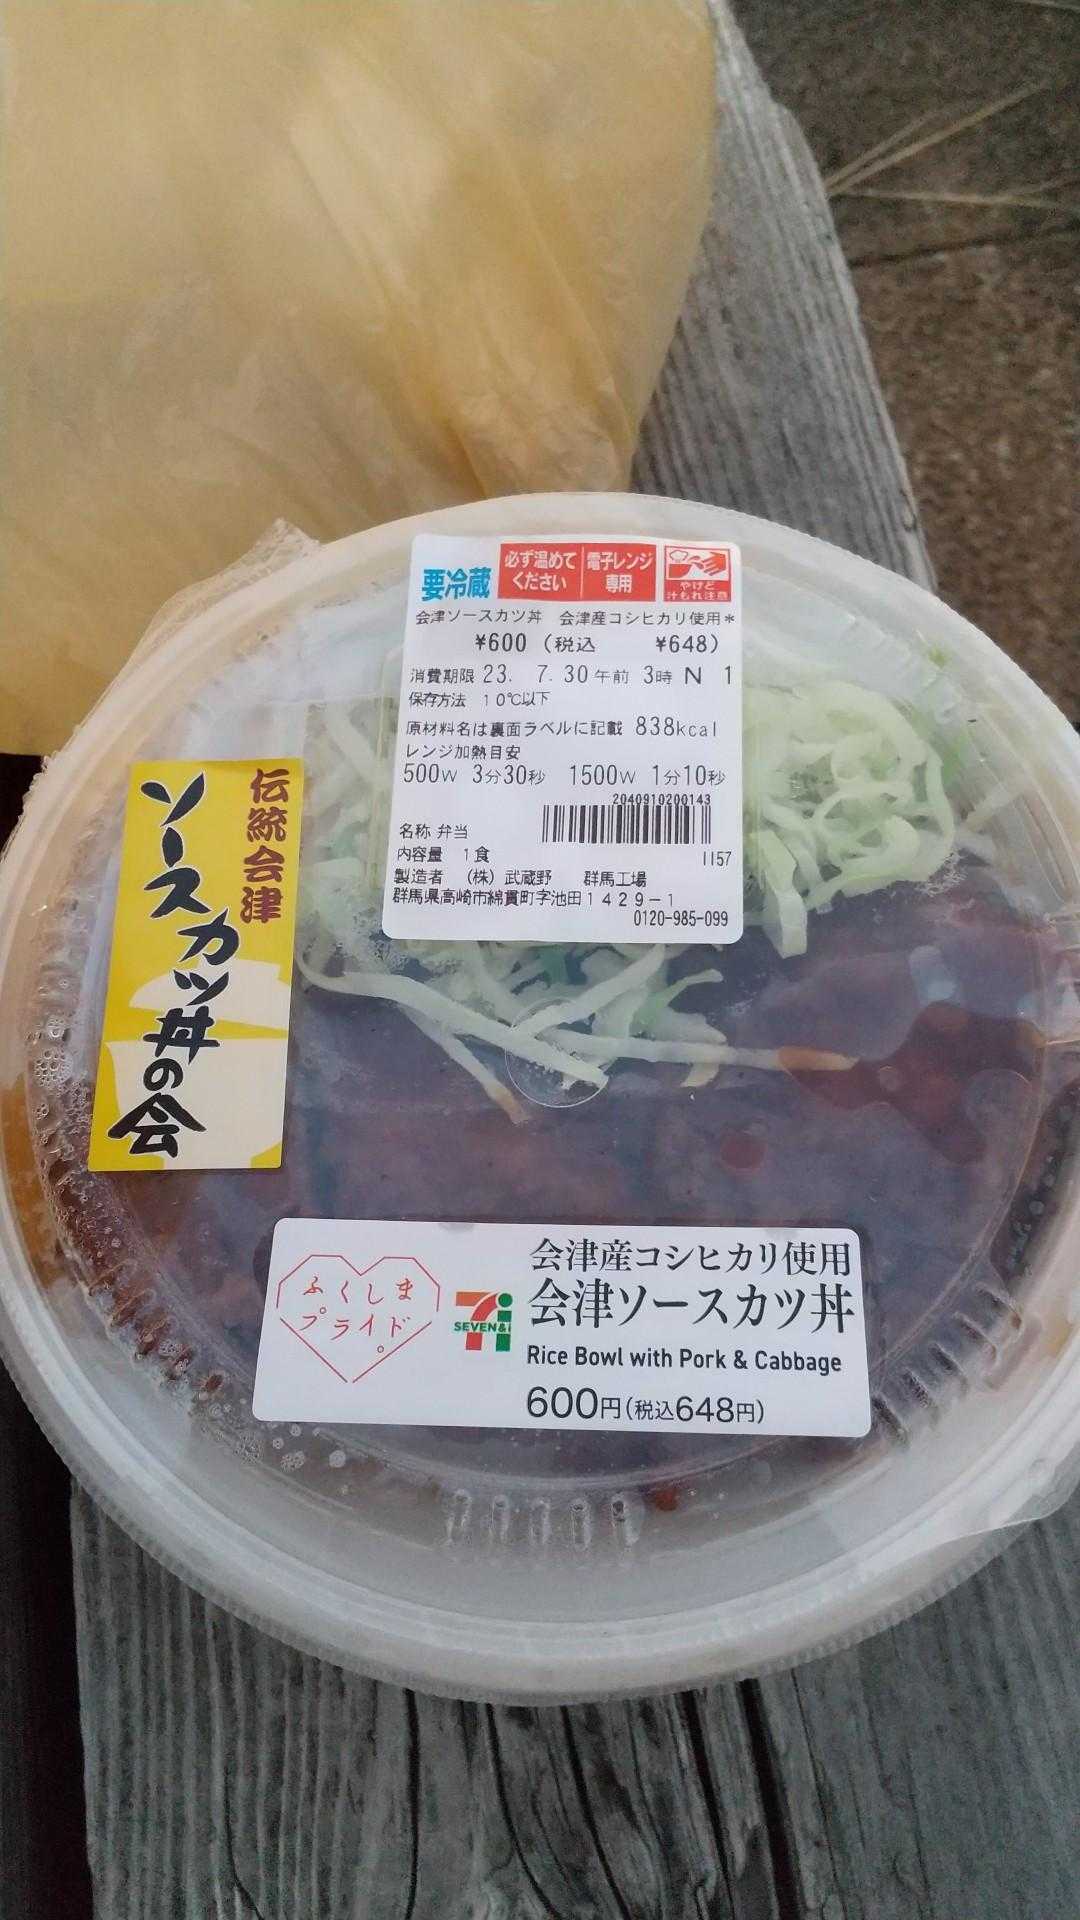 要冷蔵
必ず温めて
ください
電子レンジ
専用
やけど
汁もれ注意
会津ソースカツ丼 会津産コシヒカリ使用*
¥600 (税込 ¥648)
消費期限 23. 7.30午前 3時 N 1
保存方法 10℃以下
原材料名は裏面ラベルに記載 838kcal
レンジ加熱目安
500W 3分30秒 1500W 1分10秒
2040910200143
名称 弁当
内容量 1食
1157
製造者 (株)武蔵野 群馬工場
群馬県高崎市綿貫町字池田1429-1
0120-985-099
伝統会津
ソースカツ丼の会
ふくしま
プライド。
SEVEN&i
会津産コシヒカリ使用
会津ソースカツ丼
Rice Bowl with Pork & Cabbage
600円(税込648円)